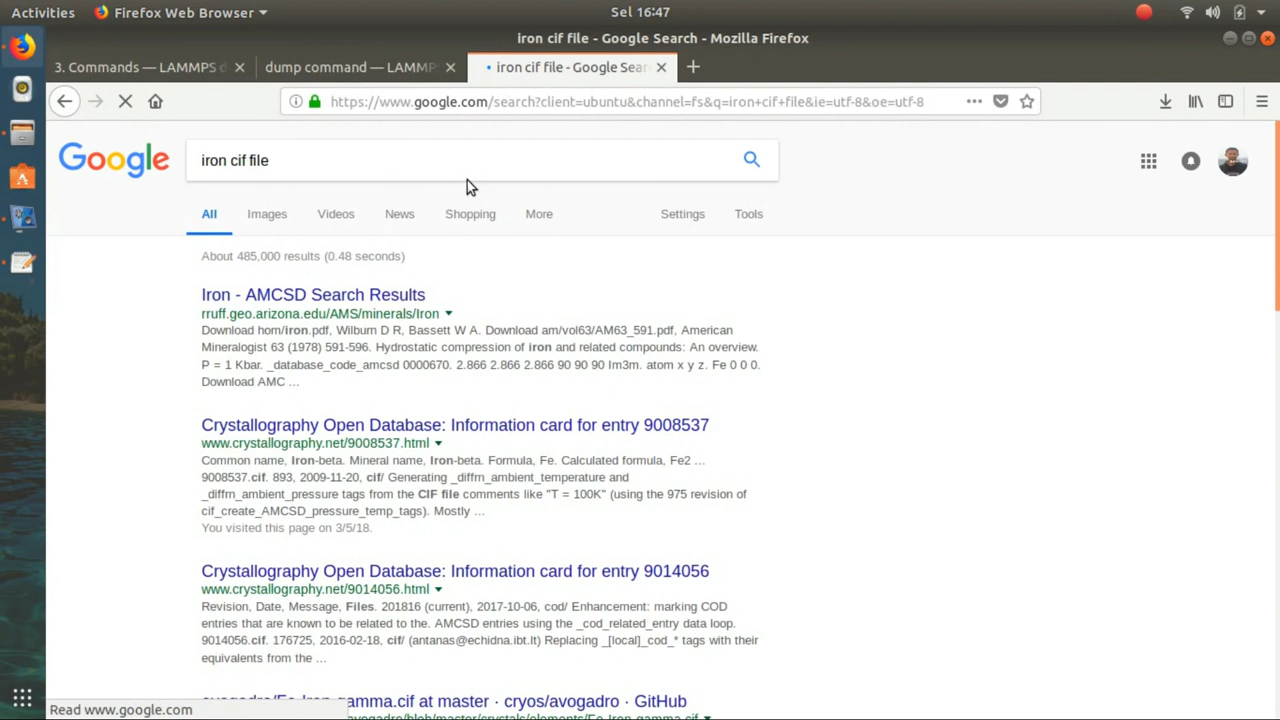 Activities
Firefox Web Browser
Sel 16:47
iron cif file - Google Search - Mozilla Firefox
3. Commands — LAMMPS d
dump command — LAMMP
iron cif file - Google Sear
https://www.google.com/search?client=ubuntu&channel=fs&q=iron+cif+file&ie=utf-8&oe=utf-8
Google
iron cif file
All
Images
Videos
News
Shopping
More
Settings
Tools
About 485,000 results (0.48 seconds)
Iron - AMCSD Search Results
rruff.geo.arizona.edu/AMS/minerals/Iron
Download hom/iron.pdf, Wilburn D R, Bassett W A. Download am/vol63/AM63_591.pdf, American
Mineralogist 63 (1978) 591-596. Hydrostatic compression of iron and related compounds: An overview.
P = 1 Kbar. _database_code_amcsd 0000670. 2.866 2.866 2.866 90 90 90 Im3m. atom x y z. Fe 0 0 0.
Download AMC ...
Crystallography Open Database: Information card for entry 9008537
www.crystallography.net/9008537.html
Common name, Iron-beta. Mineral name, Iron-beta. Formula, Fe. Calculated formula, Fe2 ...
9008537.cif. 893, 2009-11-20, cif/ Generating _diffrn_ambient_temperature and
_diffrn_ambient_pressure tags from the CIF file comments like "T = 100K" (using the 975 revision of
cif_create_AMCSD_pressure_temp_tags). Mostly ...
You visited this page on 3/5/18.
Crystallography Open Database: Information card for entry 9014056
www.crystallography.net/9014056.html
Revision, Date, Message, Files. 201816 (current), 2017-10-06, cod/ Enhancement: marking COD
entries that are known to be related to the. AMCSD entries using the _cod_related_entry data loop.
9014056.cif. 176725, 2016-02-18, cif/ (antanas@echidna.ibt.lt) Replacing _[local]_cod_* tags with their
equivalents from the ...
avogadro/Fe-Iron-gamma.cif at master · cryos/avogadro · GitHub
Read www.google.com